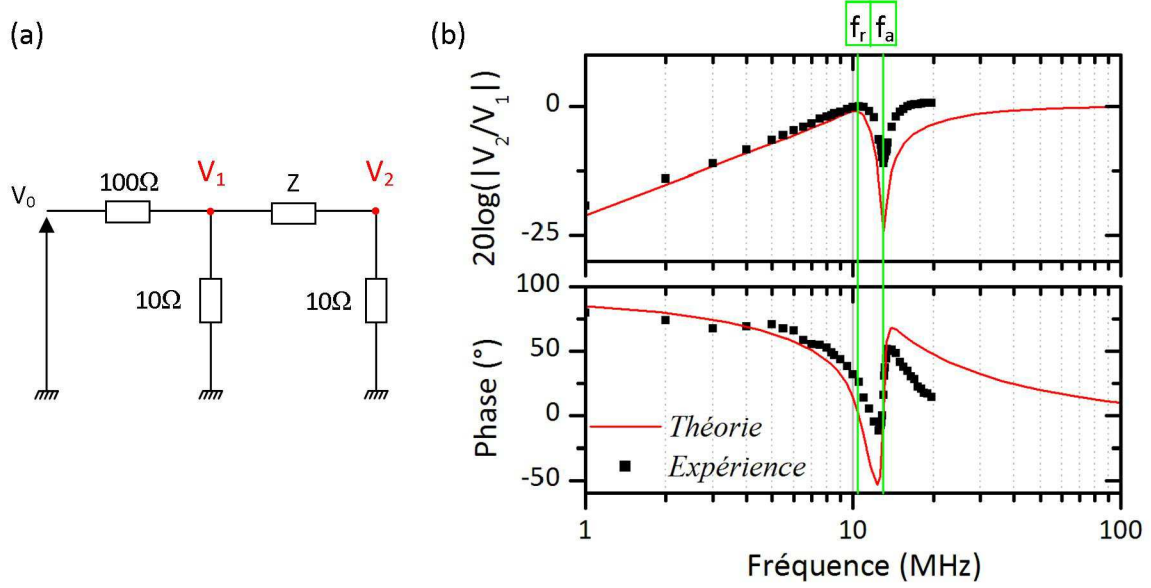 (a)
V₀
100Ω
V₁
Z
V₂
10Ω
10Ω
(b)
fᵣ fₐ
20log(|V₂/V₁|)
0
-25
Phase (°)
100
50
0
-50
Théorie
Expérience
1 10 100
Fréquence (MHz)